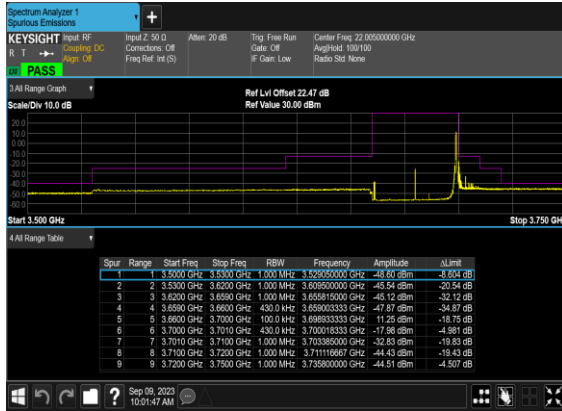 Spectrum Analyzer 1
Spurious Emissions
KEYSIGHT Input: RF Input Z: 50 Ω Atten: 20 dB Trig: Free Run Center Freq: 22.005000000 GHz
R T Coupling: DC Corrections: Off Gate: Off Avg|Hold: 100/100
Align: Off Freq Ref: Int (S) IF Gain: Low Radio Std: None
PASS
3 All Range Graph
Ref Lvl Offset 22.47 dB
Scale/Div 10.0 dB Ref Value 30.00 dBm
20.0
10.0
0.00
-10.0
-20.0
-30.0
-40.0
-50.0
-60.0
Start 3.500 GHz Stop 3.750 GH
4 All Range Table
Spur Range Start Freq Stop Freq RBW Frequency Amplitude ΔLimit
1 1 3.5000 GHz 3.5300 GHz 1.000 MHz 3.529050000 GHz -48.60 dBm -8.604 dB
2 2 3.5300 GHz 3.6200 GHz 1.000 MHz 3.609500000 GHz -45.54 dBm -20.54 dB
3 3 3.6200 GHz 3.6590 GHz 1.000 MHz 3.655815000 GHz -45.12 dBm -32.12 dB
4 4 3.6590 GHz 3.6600 GHz 430.0 kHz 3.659003333 GHz -47.87 dBm -34.87 dB
5 5 3.6600 GHz 3.7000 GHz 100.0 kHz 3.698933333 GHz 11.25 dBm -18.75 dB
6 6 3.7000 GHz 3.7010 GHz 430.0 kHz 3.700018333 GHz -17.98 dBm -4.981 dB
7 7 3.7010 GHz 3.7100 GHz 1.000 MHz 3.703385000 GHz -32.83 dBm -19.83 dB
8 8 3.7100 GHz 3.7200 GHz 1.000 MHz 3.711116667 GHz -44.43 dBm -19.43 dB
9 9 3.7200 GHz 3.7500 GHz 1.000 MHz 3.735800000 GHz -44.51 dBm -4.507 dB
Sep 09, 2023
10:01:47 AM